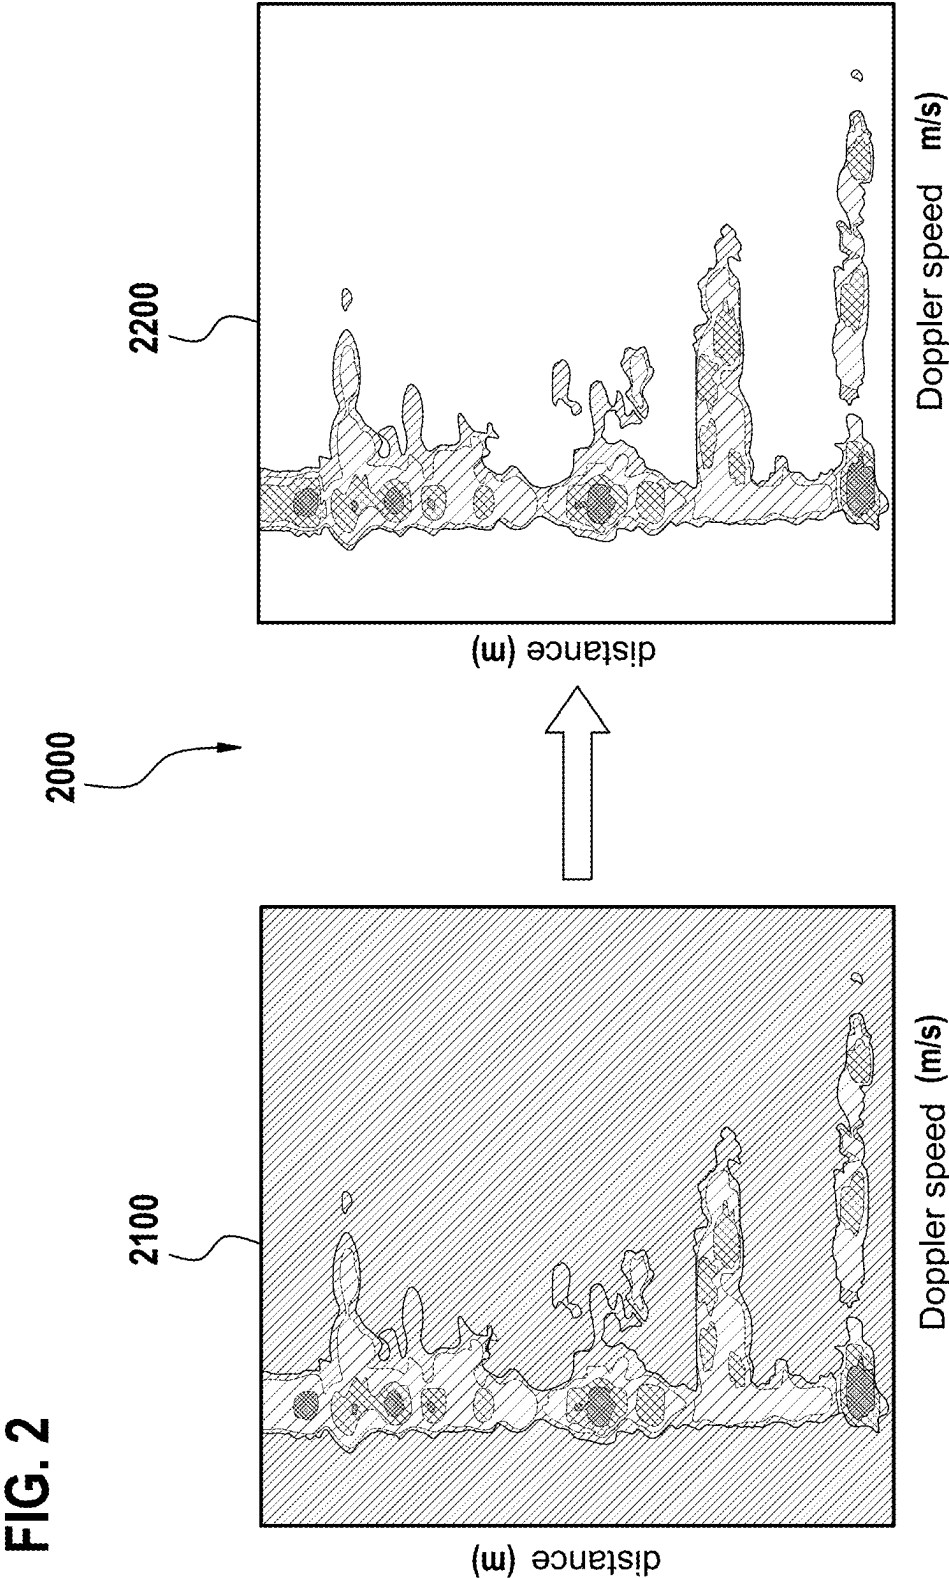 FIG. 2
2000
2100
distance (m)
Doppler speed (m/s)
2200
distance (m)
Doppler speed m/s)